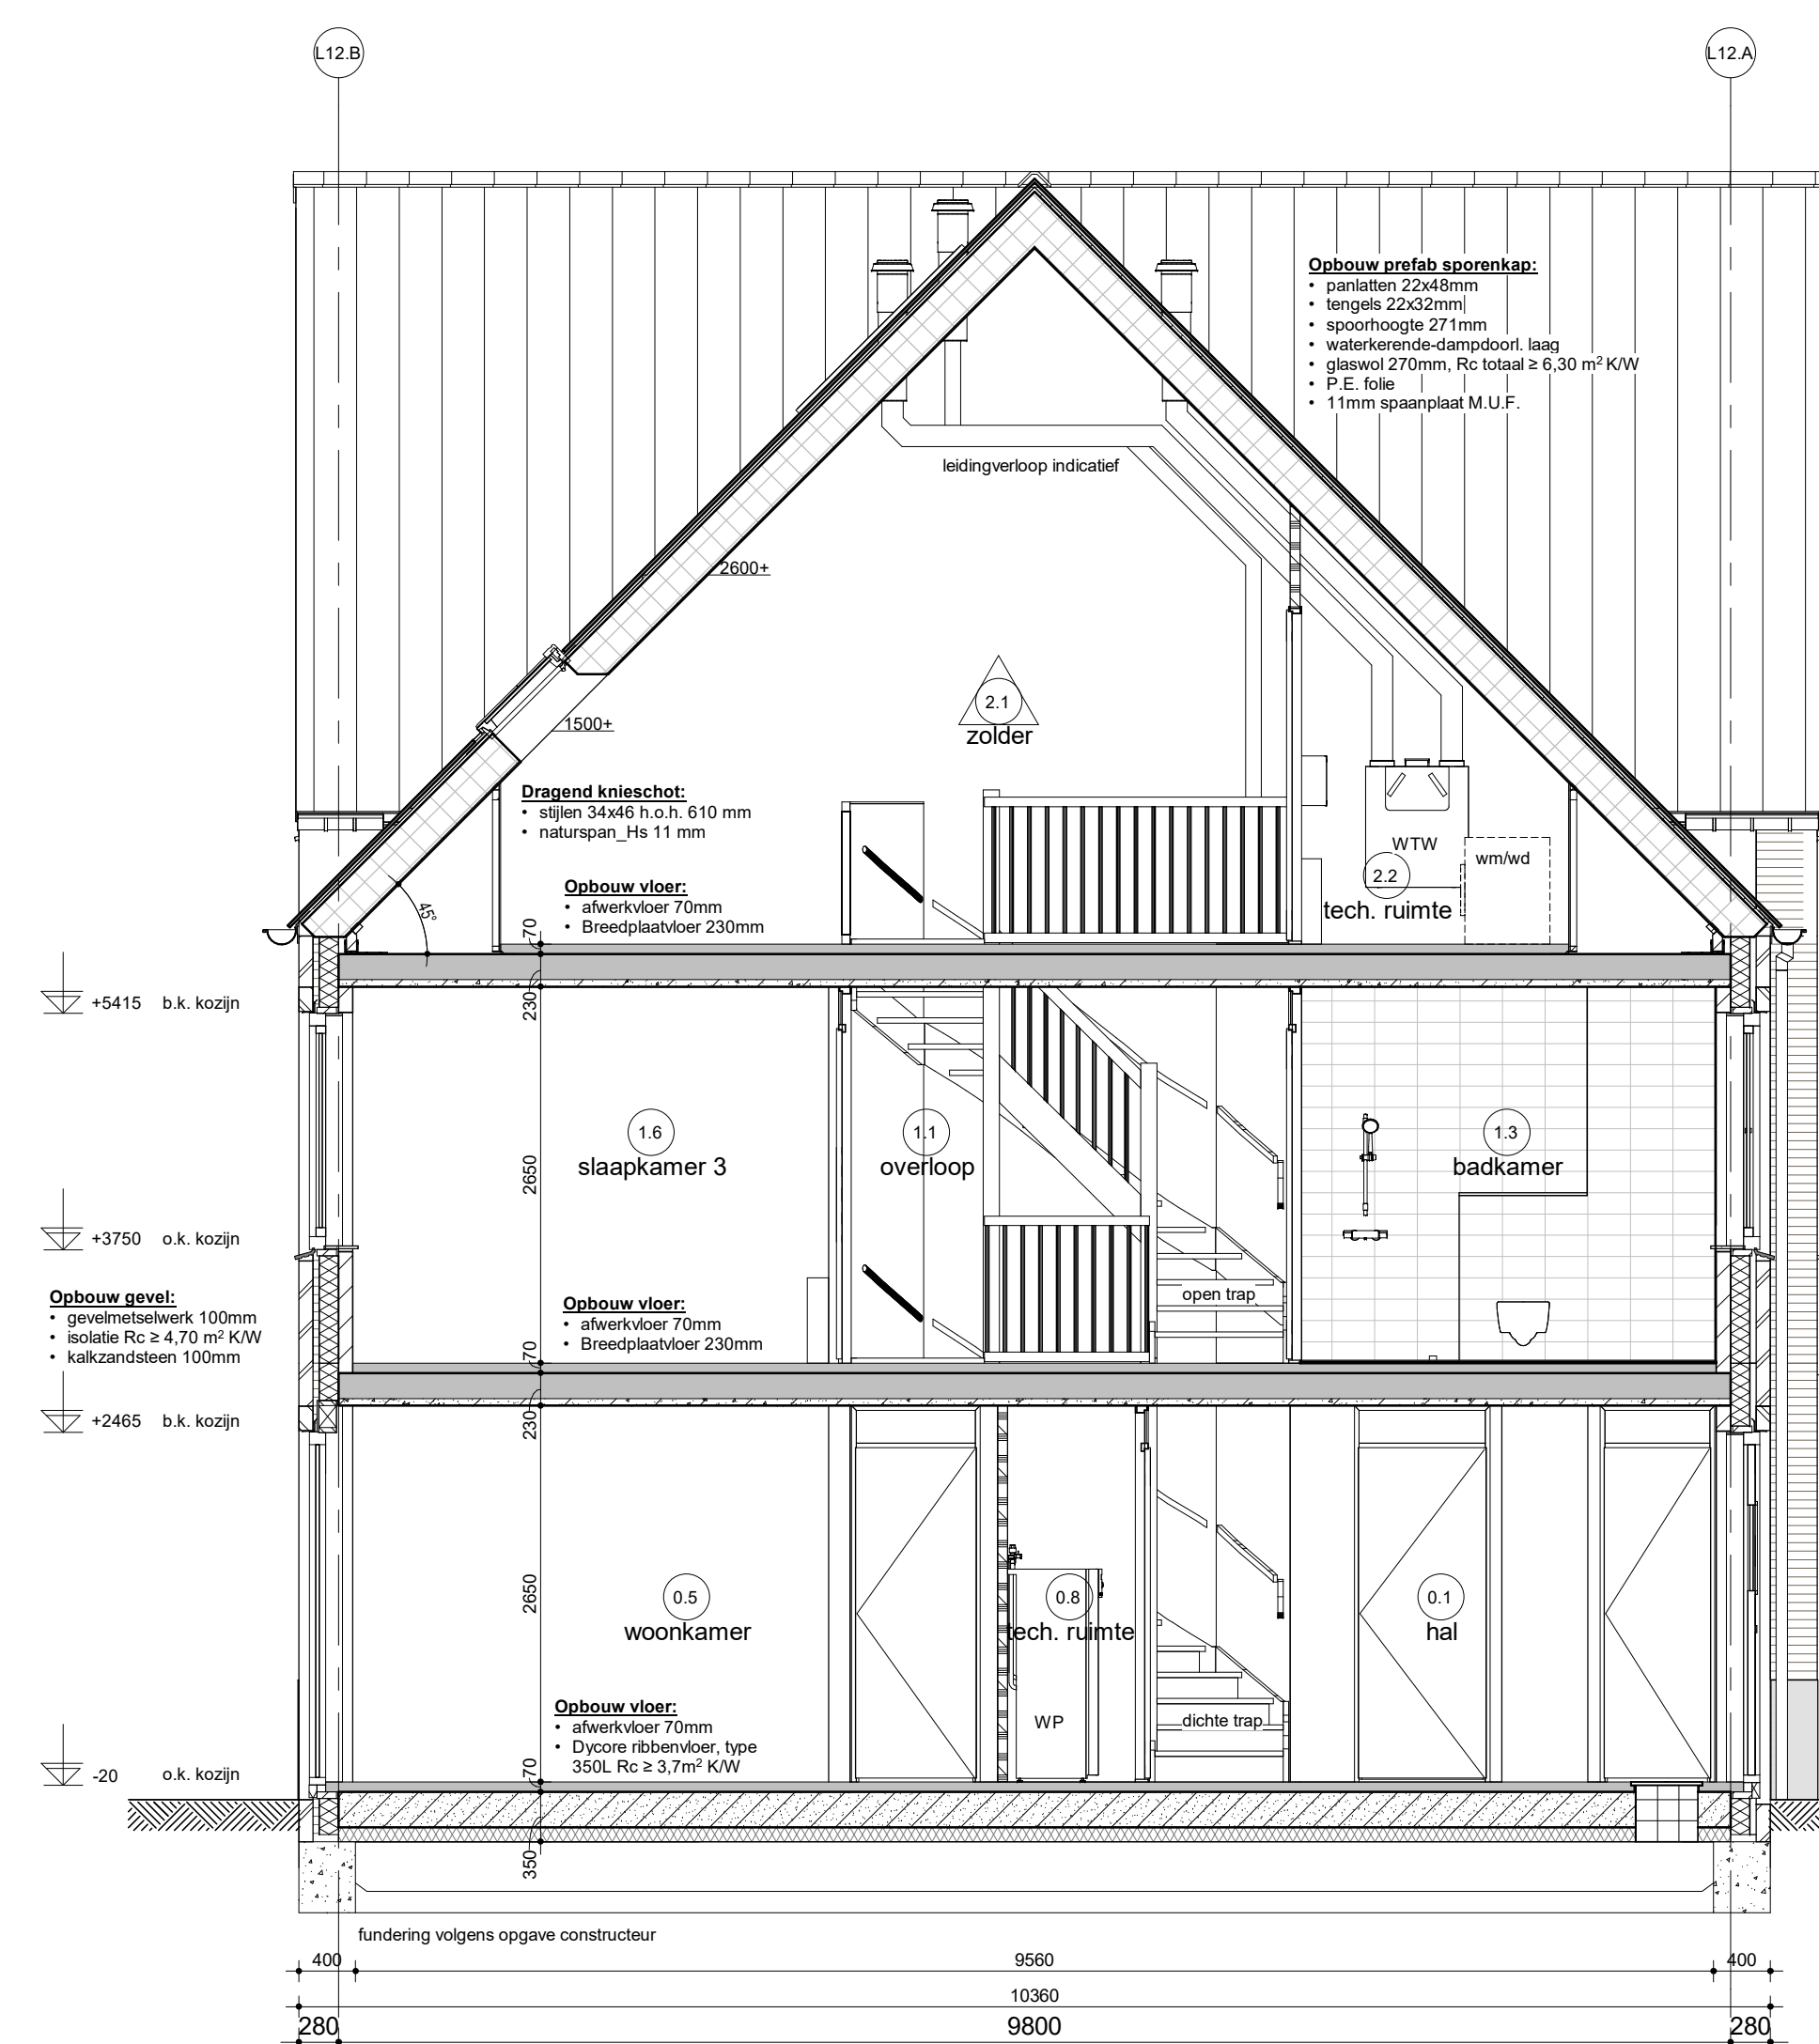 L12.B
L12.A
Opbouw prefab sporenkap:
• panlatten 22x48mm
• tengels 22x32mm
• spoorhoogte 271mm
• waterkerende-dampdoorl. laag
• glaswol 270mm, Rc totaal ≥ 6,30 m² K/W
• P.E. folie
• 11mm spaanplaat M.U.F.
leidingverloop indicatief
2600+
1500+
2.1
zolder
Dragend knieschot:
• stijlen 34x46 h.o.h. 610 mm
• naturspan_Hs 11 mm
WTW
wm/wd
2.2
tech. ruimte
Opbouw vloer:
• afwerkvloer 70mm
• Breedplaatvloer 230mm
45°
70
230
+5415 b.k. kozijn
1.6
slaapkamer 3
1.1
overloop
1.3
badkamer
2650
+3750 o.k. kozijn
Opbouw gevel:
• gevelmetselwerk 100mm
• isolatie Rc ≥ 4,70 m² K/W
• kalkzandsteen 100mm
open trap
Opbouw vloer:
• afwerkvloer 70mm
• Breedplaatvloer 230mm
70
230
+2465 b.k. kozijn
2650
0.5
woonkamer
0.8
tech. ruimte
0.1
hal
WP
dichte trap
Opbouw vloer:
• afwerkvloer 70mm
• Dycore ribbenvloer, type
350L Rc ≥ 3,7m² K/W
70
-20 o.k. kozijn
350
fundering volgens opgave constructeur
400 9560 400
10360
280 9800 280